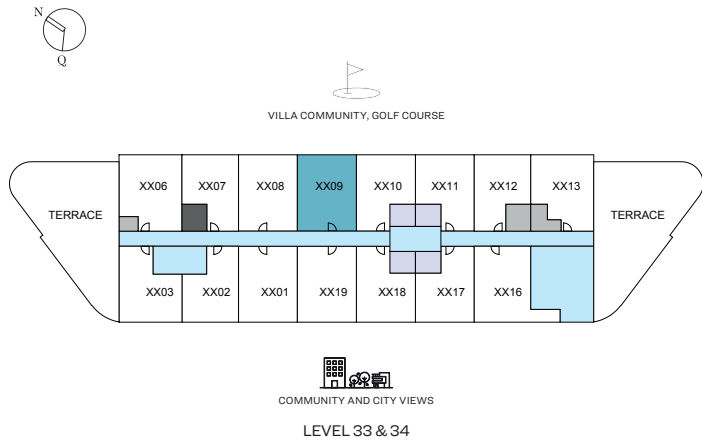 N
Q
VILLA COMMUNITY, GOLF COURSE
XX06 XX07 XX08 XX09 XX10 XX11 XX12 XX13
TERRACE TERRACE
XX03 XX02 XX01 XX19 XX18 XX17 XX16
COMMUNITY AND CITY VIEWS
LEVEL 33 & 34